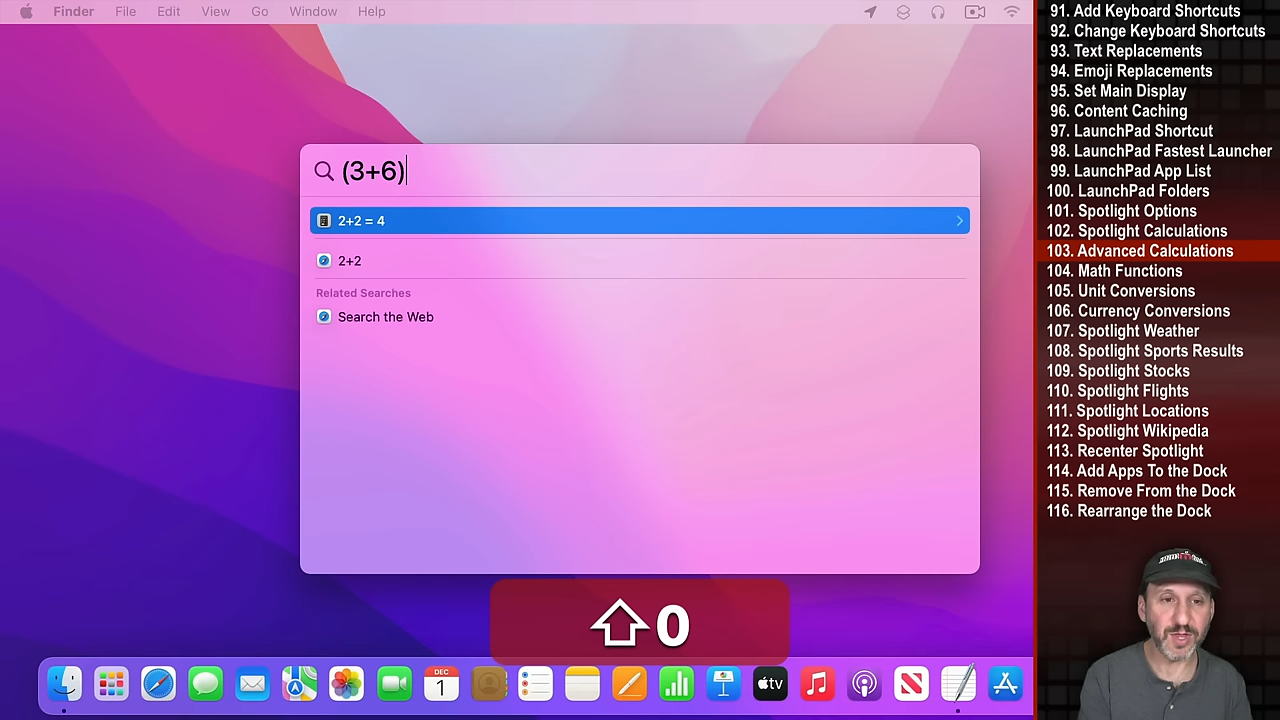 Finder File Edit View Go Window Help
(3+6)
2+2 = 4
2+2
Related Searches
Search the Web
⇧0
DEC
1
tv
91. Add Keyboard Shortcuts
92. Change Keyboard Shortcuts
93. Text Replacements
94. Emoji Replacements
95. Set Main Display
96. Content Caching
97. LaunchPad Shortcut
98. LaunchPad Fastest Launcher
99. LaunchPad App List
100. LaunchPad Folders
101. Spotlight Options
102. Spotlight Calculations
103. Advanced Calculations
104. Math Functions
105. Unit Conversions
106. Currency Conversions
107. Spotlight Weather
108. Spotlight Sports Results
109. Spotlight Stocks
110. Spotlight Flights
111. Spotlight Locations
112. Spotlight Wikipedia
113. Recenter Spotlight
114. Add Apps To the Dock
115. Remove From the Dock
116. Rearrange the Dock